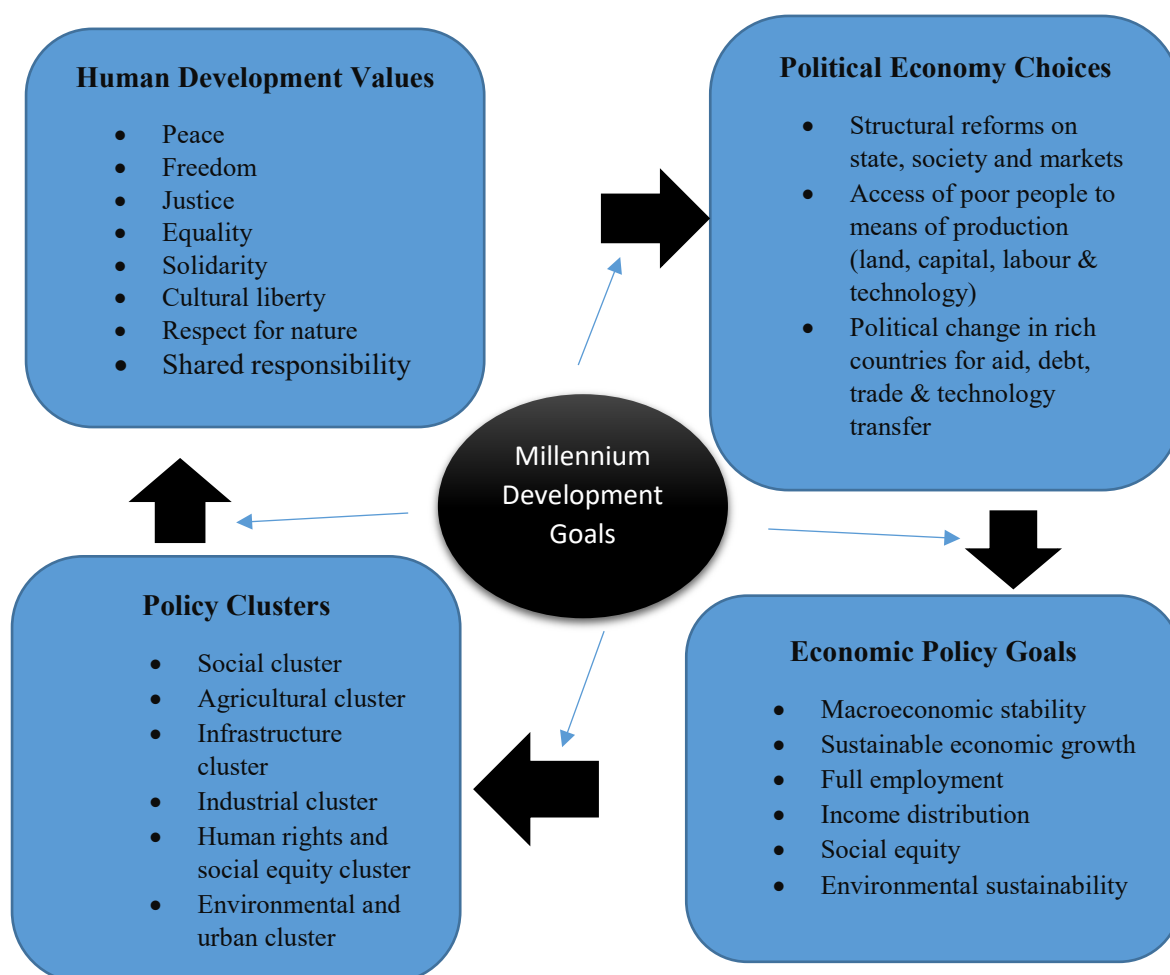 Human Development Values
• Peace
• Freedom
• Justice
• Equality
• Solidarity
• Cultural liberty
• Respect for nature
• Shared responsibility
Political Economy Choices
• Structural reforms on
state, society and markets
• Access of poor people to
means of production
(land, capital, labour &
technology)
• Political change in rich
countries for aid, debt,
trade & technology
transfer
Millennium
Development
Goals
Policy Clusters
• Social cluster
• Agricultural cluster
• Infrastructure
cluster
• Industrial cluster
• Human rights and
social equity cluster
• Environmental and
urban cluster
Economic Policy Goals
• Macroeconomic stability
• Sustainable economic growth
• Full employment
• Income distribution
• Social equity
• Environmental sustainability